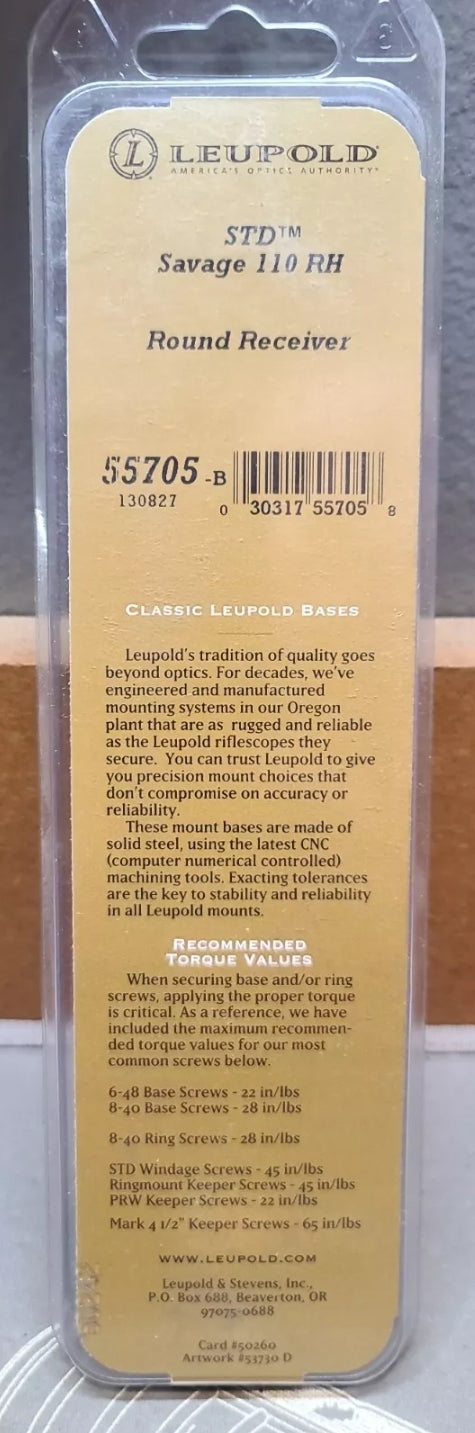 L LEUPOLD
AMERICA'S OPTICS AUTHORITY
STD™
Savage 110 RH
Round Receiver
55705 -B
130827
0 30317 55705 8
CLASSIC LEUPOLD BASES
Leupold's tradition of quality goes
beyond optics. For decades, we've
engineered and manufactured
mounting systems in our Oregon
plant that are as rugged and reliable
as the Leupold riflescopes they
secure. You can trust Leupold to give
you precision mount choices that
don't compromise on accuracy or
reliability.
These mount bases are made of
solid steel, using the latest CNC
(computer numerical controlled)
machining tools. Exacting tolerances
are the key to stability and reliability
in all Leupold mounts.
RECOMMENDED
TORQUE VALUES
When securing base and/or ring
screws, applying the proper torque
is critical. As a reference, we have
included the maximum recommen-
ded torque values for our most
common screws below.
6-48 Base Screws - 22 in/lbs
8-40 Base Screws - 28 in/lbs
8-40 Ring Screws - 28 in/lbs
STD Windage Screws - 45 in/lbs
Ringmount Keeper Screws - 45 in/lbs
PRW Keeper Screws - 22 in/lbs
Mark 4 1/2" Keeper Screws - 65 in/lbs
WWW.LEUPOLD.COM
Leupold & Stevens, Inc.,
P.O. Box 688, Beaverton, OR
97075-0688
Card #50260
Artwork #53730 D